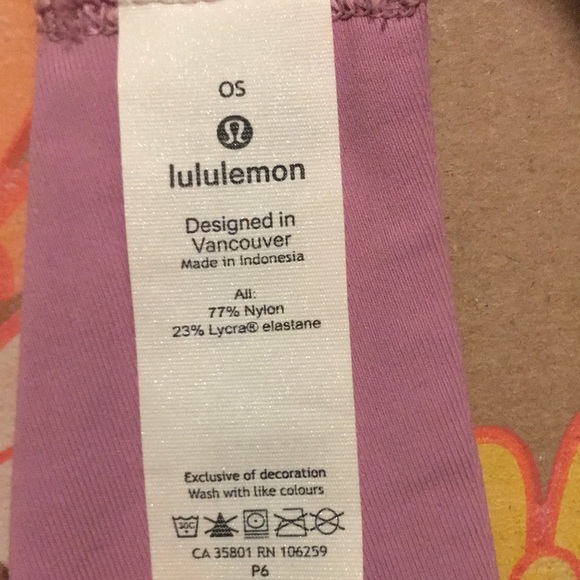 OS
lululemon
Designed in
Vancouver
Made in Indonesia
All:
77% Nylon
23% Lycra® elastane
Exclusive of decoration
Wash with like colours
30C
CA 35801 RN 106259
P6